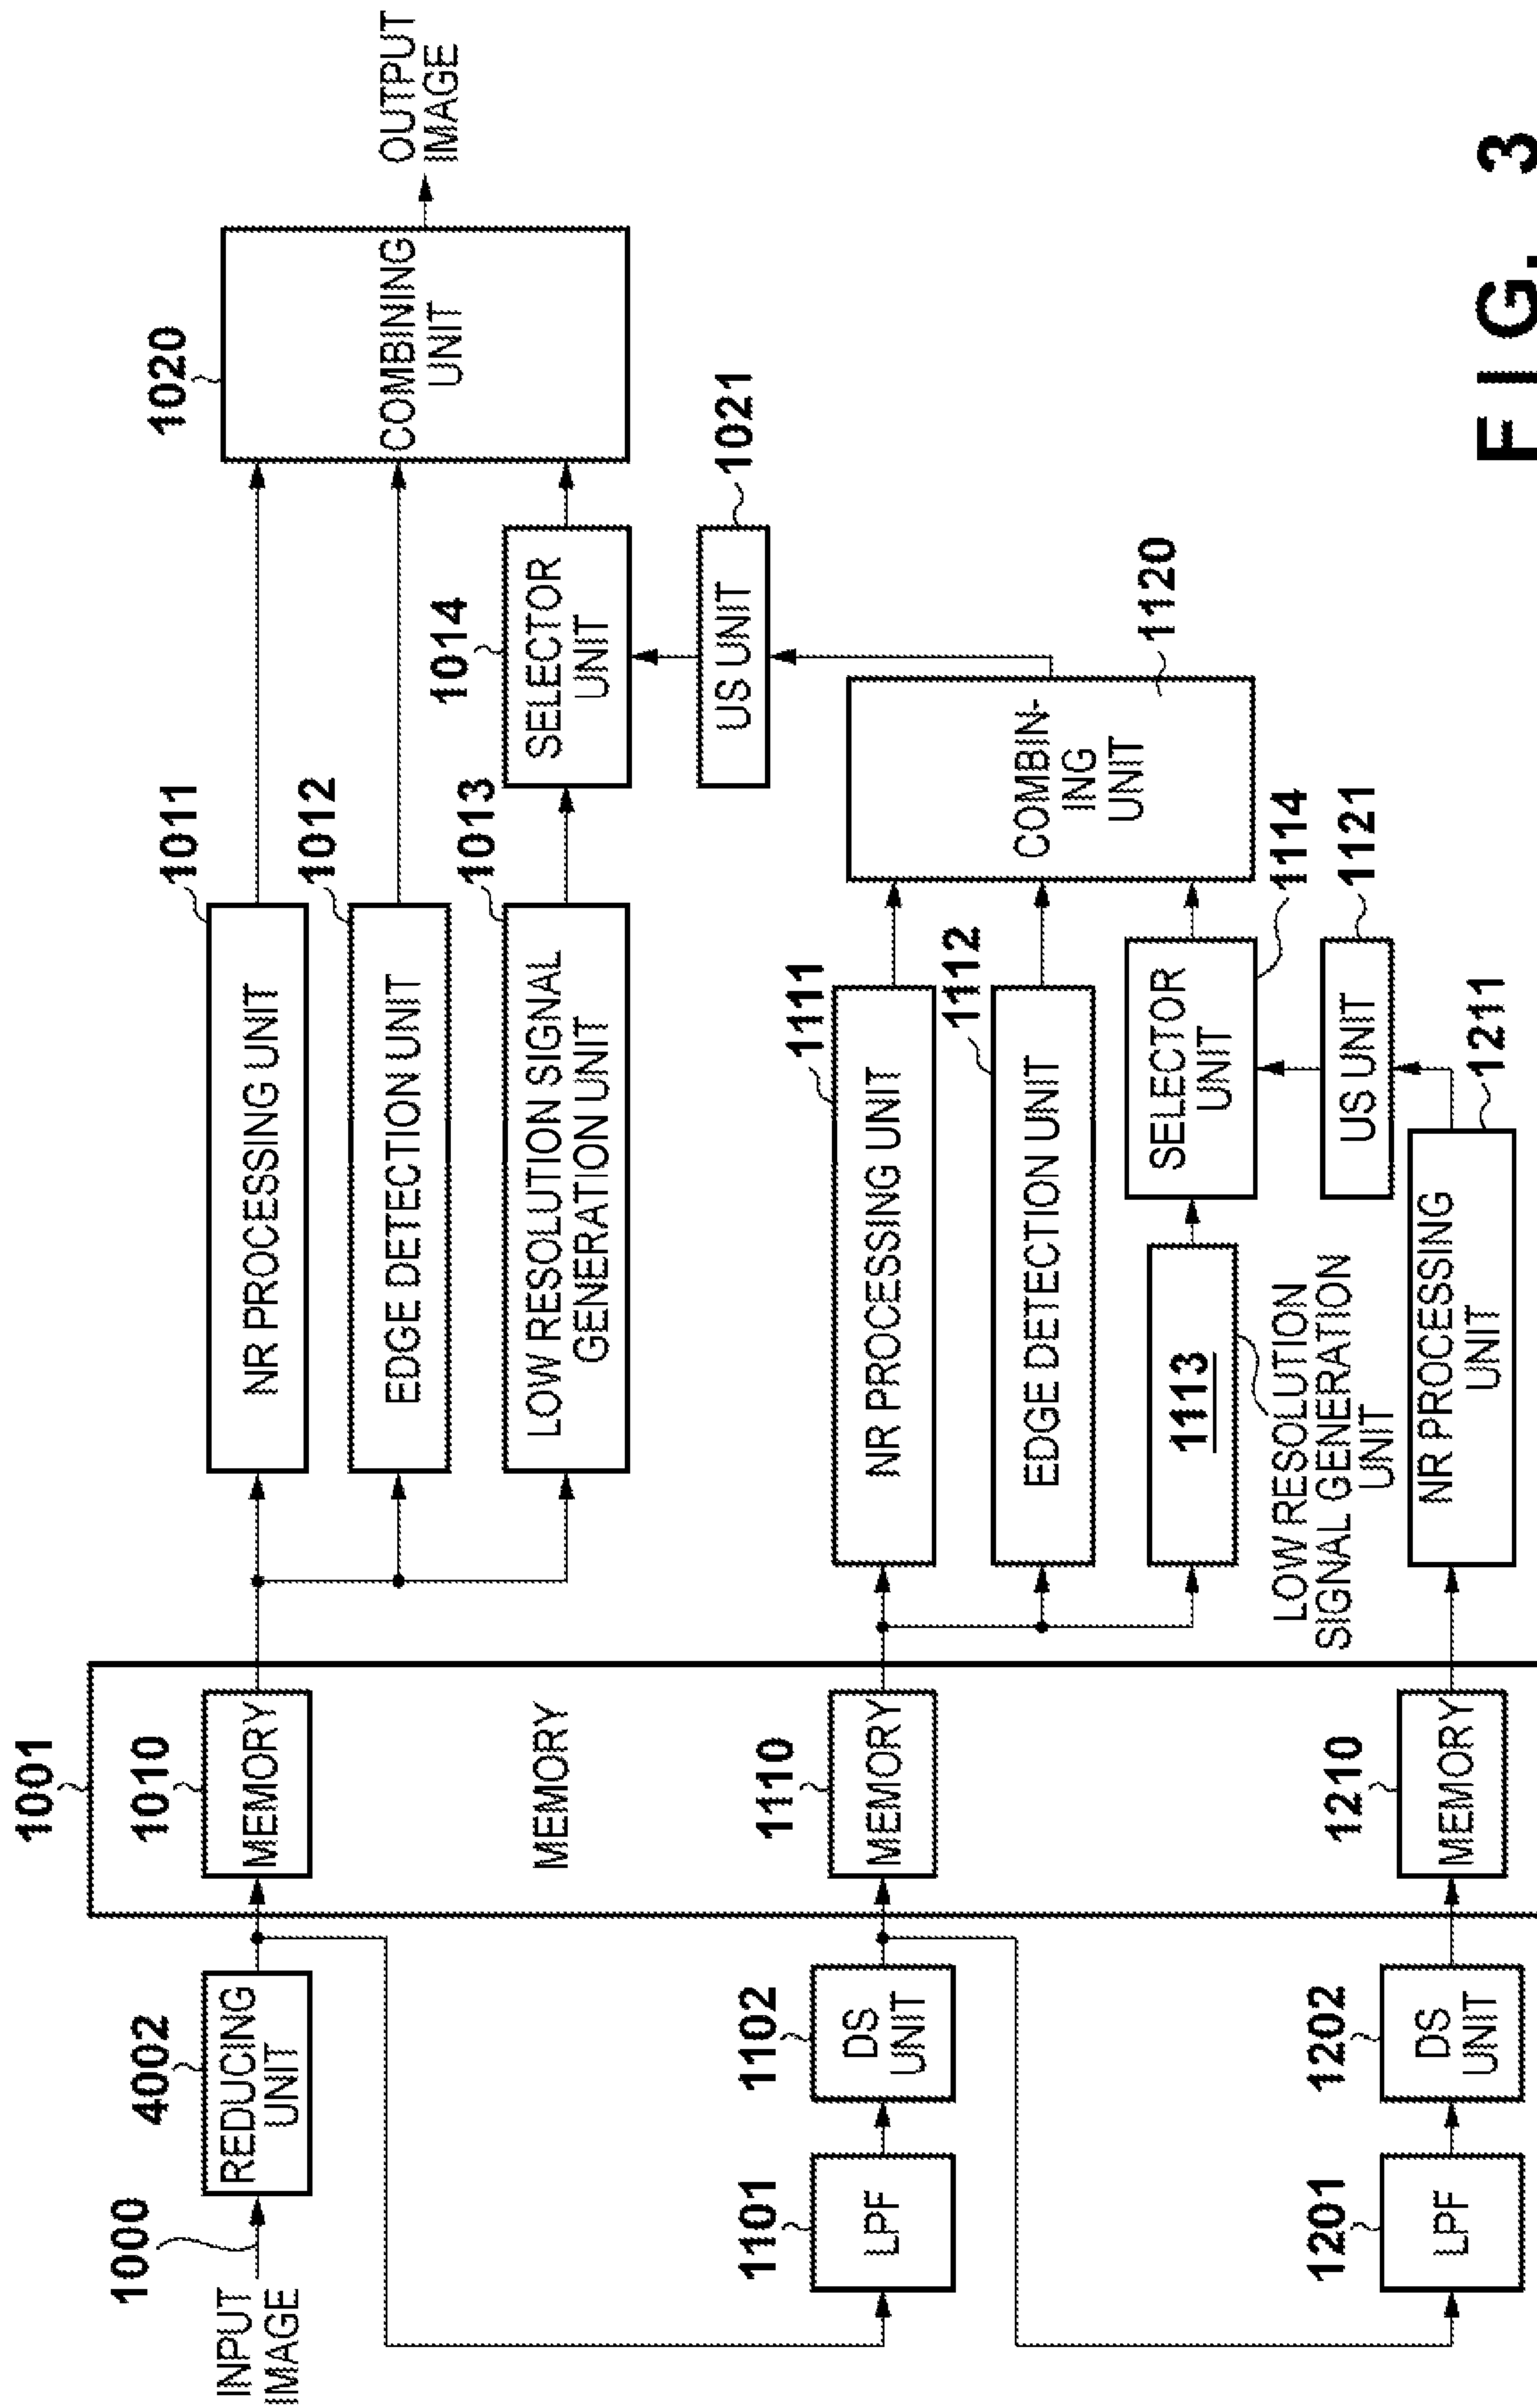 INPUT
IMAGE
1000
4002
REDUCING
UNIT
1001
1010
MEMORY
MEMORY
1011
NR PROCESSING UNIT
1012
EDGE DETECTION UNIT
1013
LOW RESOLUTION SIGNAL
GENERATION UNIT
1014
SELECTOR
UNIT
1020
COMBINING
UNIT
OUTPUT
IMAGE
1021
US UNIT
1101
LPF
1102
DS
UNIT
1110
MEMORY
1111
NR PROCESSING UNIT
1112
EDGE DETECTION UNIT
1113
LOW RESOLUTION
SIGNAL GENERATION
UNIT
SELECTOR
UNIT
1114
COMBIN-
ING
UNIT
1120
US UNIT
1121
1201
LPF
1202
DS
UNIT
1210
MEMORY
NR PROCESSING
UNIT
1211
FIG. 3